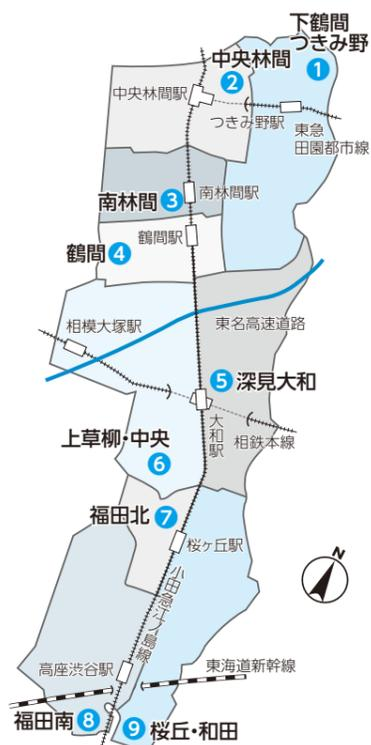 下鶴間
つきみ野
1
中央林間
2
中央林間駅
つきみ野駅
東急
田園都市線
南林間
3
南林間駅
鶴間駅
鶴間
4
相模大塚駅
東名高速道路
5
深見大和
大和駅
相鉄本線
上草柳・中央
6
福田北
7
桜ヶ丘駅
小田急江ノ島線
N
高座渋谷駅
東海道新幹線
福田南
8
9
桜丘・和田